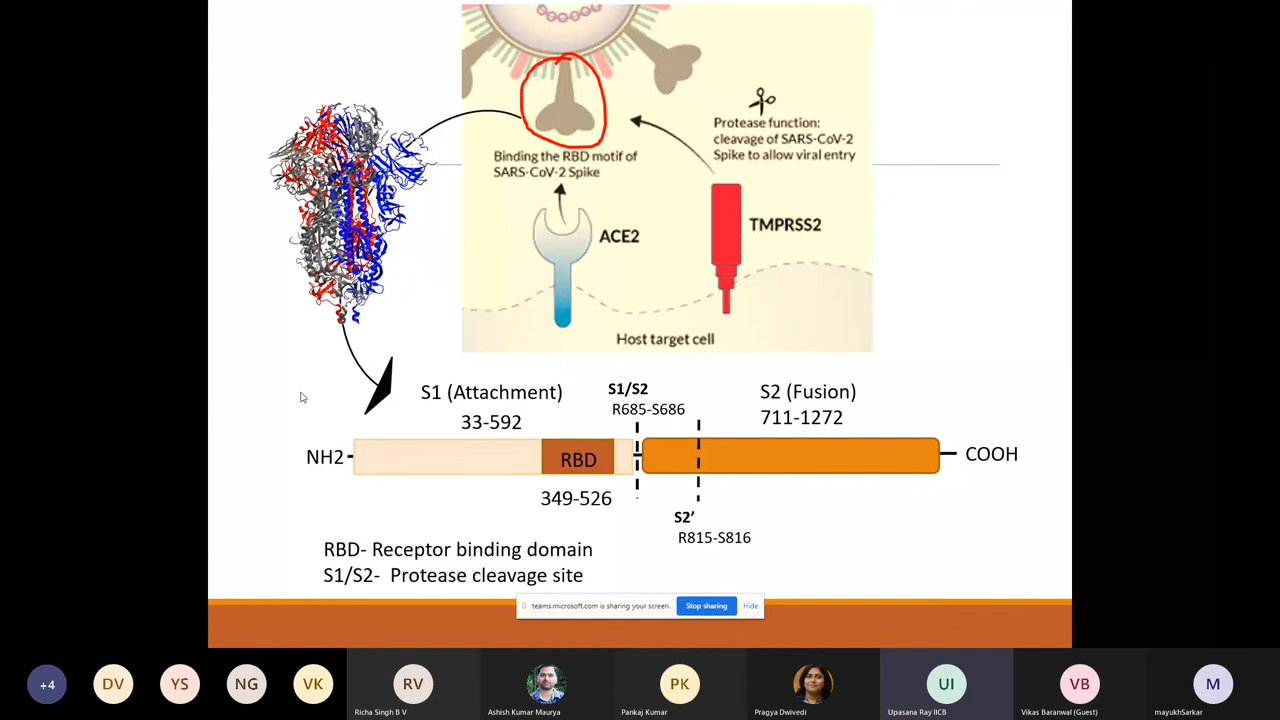 Protease function:
cleavage of SARS-CoV-2
Spike to allow viral entry
Binding the RBD motif of
SARS-CoV-2 Spike
ACE2
TMPRSS2
Host target cell
S1 (Attachment)
33-592
S1/S2
R685-S686
S2 (Fusion)
711-1272
NH2
RBD
COOH
349-526
S2’
R815-S816
RBD- Receptor binding domain
S1/S2- Protease cleavage site
teams.microsoft.com is sharing your screen.
Stop sharing
Hide
+4
DV
YS
NG
VK
RV
Richa Singh B V
Ashish Kumar Maurya
PK
Pankaj Kumar
Pragya Dwivedi
UI
Upasana Ray IICB
VB
Vikas Baranwal (Guest)
M
mayukhSarkar